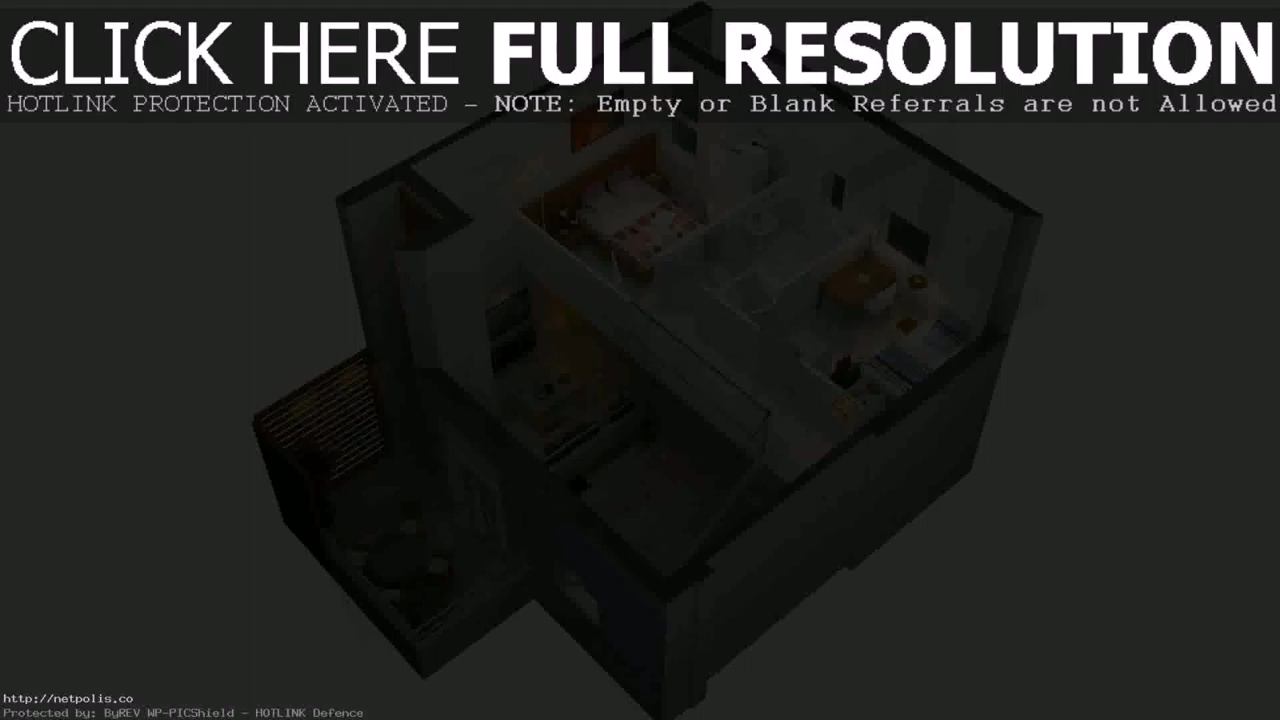 CLICK HERE FULL RESOLUTION
HOTLINK PROTECTION ACTIVATED – NOTE: Empty or Blank Referrals are not Allowed
http://netpolis.co
Protected by: ByREV WP-PICShield – HOTLINK Defence